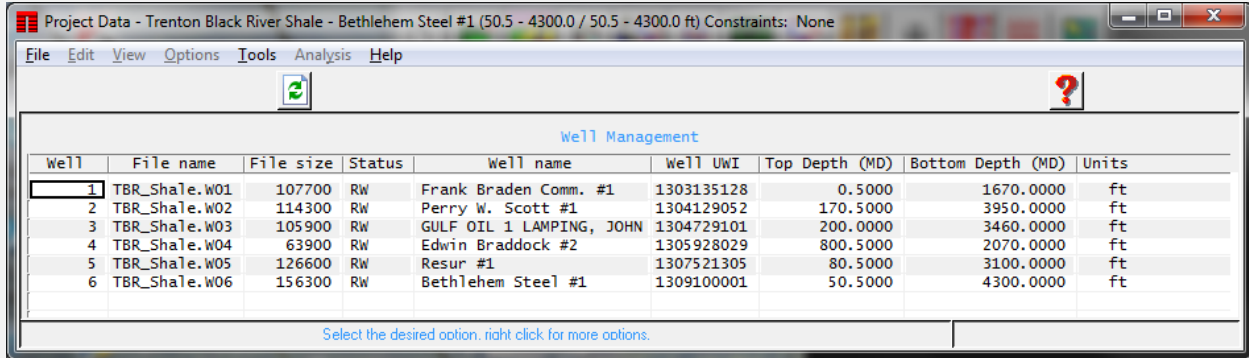 Project Data - Trenton Black River Shale - Bethlehem Steel #1 (50.5 - 4300.0 / 50.5 - 4300.0 ft) Constraints: None
File Edit View Options Tools Analysis Help
Well Management
Well File name File size Status Well name Well UWI Top Depth (MD) Bottom Depth (MD) Units
1 TBR_Shale.W01 107700 RW Frank Braden Comm. #1 1303135128 0.5000 1670.0000 ft
2 TBR_Shale.W02 114300 RW Perry W. Scott #1 1304129052 170.5000 3950.0000 ft
3 TBR_Shale.W03 105900 RW GULF OIL 1 LAMPING, JOHN 1304729101 200.0000 3460.0000 ft
4 TBR_Shale.W04 63900 RW Edwin Braddock #2 1305928029 800.5000 2070.0000 ft
5 TBR_Shale.W05 126600 RW Resur #1 1307521305 80.5000 3100.0000 ft
6 TBR_Shale.W06 156300 RW Bethlehem Steel #1 1309100001 50.5000 4300.0000 ft
Select the desired option, right click for more options.